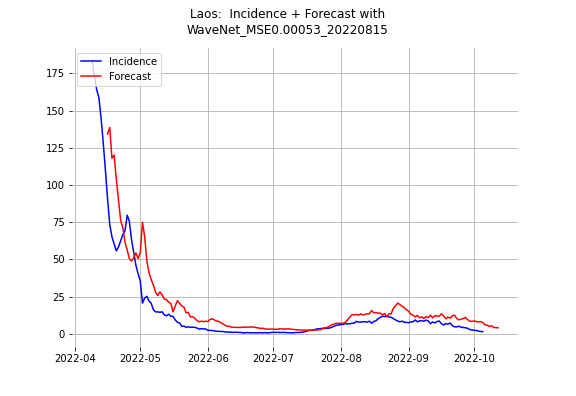 Laos:  Incidence + Forecast with
WaveNet_MSE0.00053_20220815
Incidence
Forecast
175
150
125
100
75
50
25
0
2022-04 2022-05 2022-06 2022-07 2022-08 2022-09 2022-10